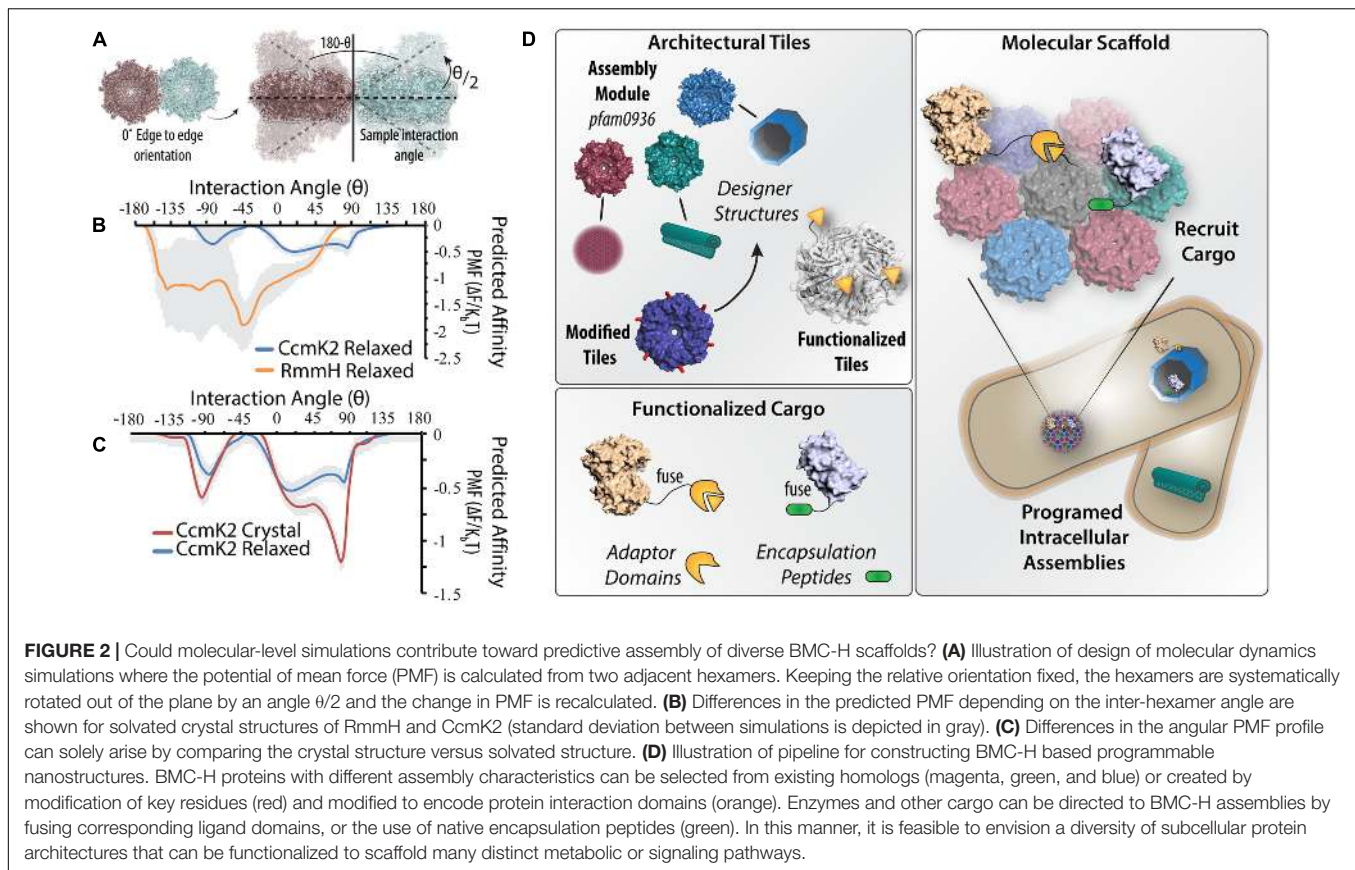 A
180-θ
θ/2
0° Edge to edge
orientation
Sample interaction
angle
Interaction Angle (θ)
-180 -135 -90 -45 0 45 90 135 180
B
0
-0.5
-1
-1.5
-2
-2.5
Predicted Affinity
PMF (ΔF/KbT)
CcmK2 Relaxed
RmmH Relaxed
Interaction Angle (θ)
-180 -135 -90 -45 0 45 90 135 180
C
0
-0.5
-1
-1.5
Predicted Affinity
PMF (ΔF/KbT)
CcmK2 Crystal
CcmK2 Relaxed
D
Architectural Tiles
Assembly
Module
pfam0936
Designer
Structures
Modified
Tiles
Functionalized
Tiles
Functionalized Cargo
fuse
fuse
Adaptor
Domains
Encapsulation
Peptides
Molecular Scaffold
Recruit
Cargo
Programed
Intracellular
Assemblies
FIGURE 2 | Could molecular-level simulations contribute toward predictive assembly of diverse BMC-H scaffolds? (A) Illustration of design of molecular dynamics
simulations where the potential of mean force (PMF) is calculated from two adjacent hexamers. Keeping the relative orientation fixed, the hexamers are systematically
rotated out of the plane by an angle θ/2 and the change in PMF is recalculated. (B) Differences in the predicted PMF depending on the inter-hexamer angle are
shown for solvated crystal structures of RmmH and CcmK2 (standard deviation between simulations is depicted in gray). (C) Differences in the angular PMF profile
can solely arise by comparing the crystal structure versus solvated structure. (D) Illustration of pipeline for constructing BMC-H based programmable
nanostructures. BMC-H proteins with different assembly characteristics can be selected from existing homologs (magenta, green, and blue) or created by
modification of key residues (red) and modified to encode protein interaction domains (orange). Enzymes and other cargo can be directed to BMC-H assemblies by
fusing corresponding ligand domains, or the use of native encapsulation peptides (green). In this manner, it is feasible to envision a diversity of subcellular protein
architectures that can be functionalized to scaffold many distinct metabolic or signaling pathways.